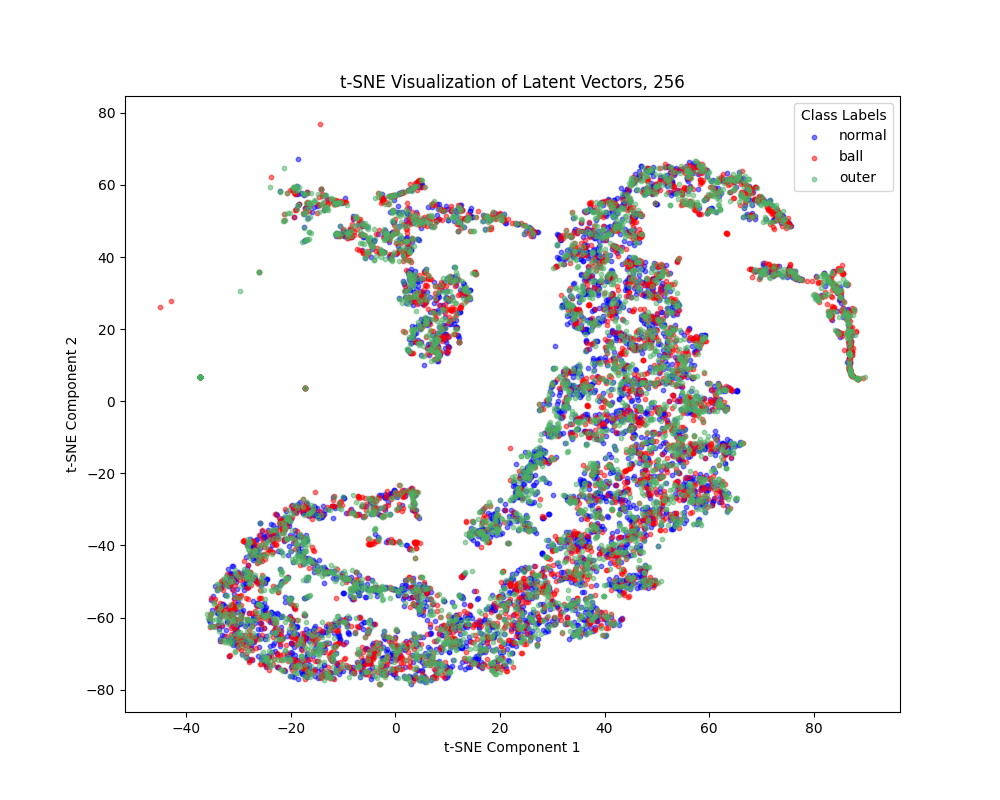 t-SNE Visualization of Latent Vectors, 256
Class Labels
normal
ball
outer
80
60
40
20
0
−20
−40
−60
−80
t-SNE Component 2
−40
−20
0
20
40
60
80
t-SNE Component 1